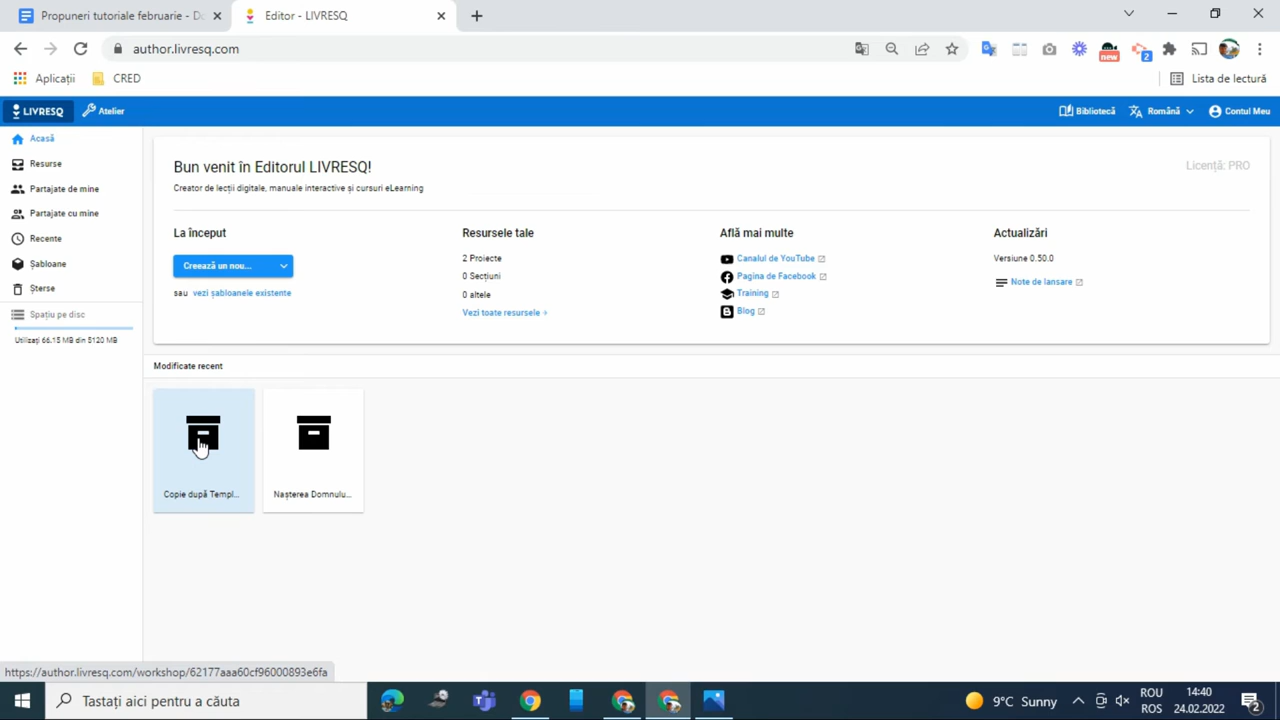 Propuneri tutoriale februarie - Do
Editor - LIVRESQ
author.livresq.com
new
2
Aplicații
CRED
Lista de lectură
LIVRESQ
Atelier
Bibliotecă
Română
Contul Meu
Acasă
Resurse
Partajate de mine
Partajate cu mine
Recente
Șabloane
Șterse
Spațiu pe disc
Utilizați 66.15 MB din 5120 MB
Bun venit în Editorul LIVRESQ!
Licență: PRO
Creator de lecții digitale, manuale interactive și cursuri eLearning
La început
Creează un nou...
sau vezi șabloanele existente
Resursele tale
2 Proiecte
0 Secțiuni
0 altele
Vezi toate resursele
Află mai multe
Canalul de YouTube
Pagina de Facebook
Training
Blog
Actualizări
Versiune 0.50.0
Note de lansare
Modificate recent
Copie după Templ...
Nașterea Domnulu...
https://author.livresq.com/workshop/62177aaa60cf96000893e6fa
Tastați aici pentru a căuta
9°C Sunny
ROU
ROS
14:40
24.02.2022
2